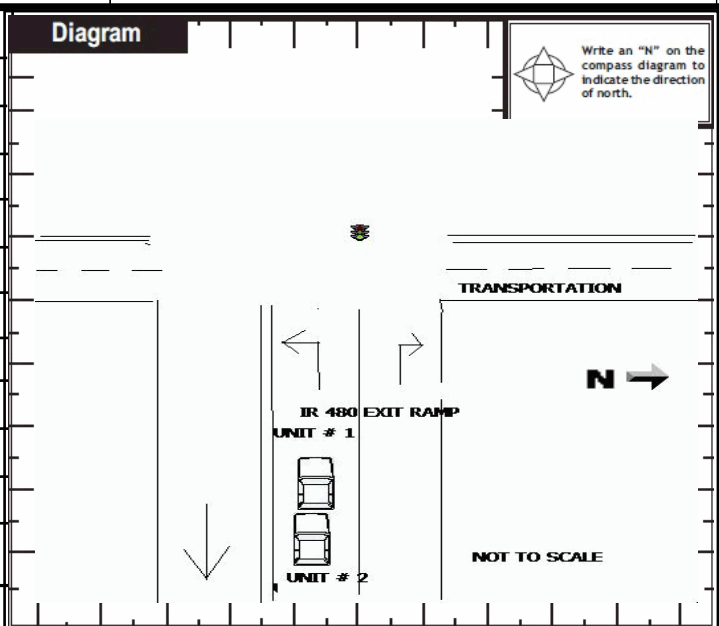 Diagram
Write an “N” on the
compass diagram to
indicate the direction
of north.
TRANSPORTATION
N
IR 480 EXIT RAMP
UNIT # 1
NOT TO SCALE
UNIT # 2